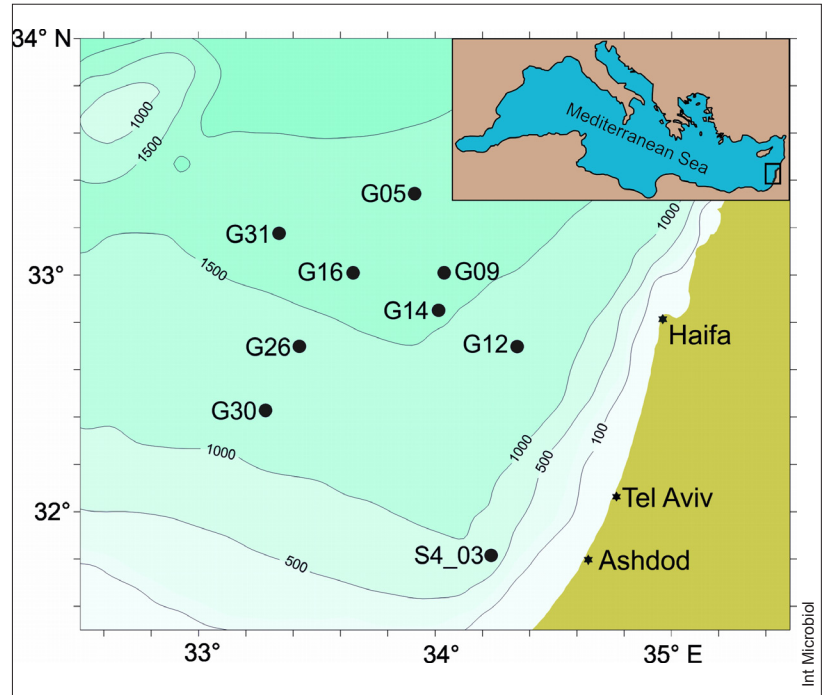 34° N
1000
1500
Mediterranean Sea
G05
1000
G31
33°
1500
G16
G09
G14
Haifa
G26
G12
G30
1000
1000
500
100
32°
Tel Aviv
S4_03
500
Ashdod
33°
34°
35° E
Int Microbiol